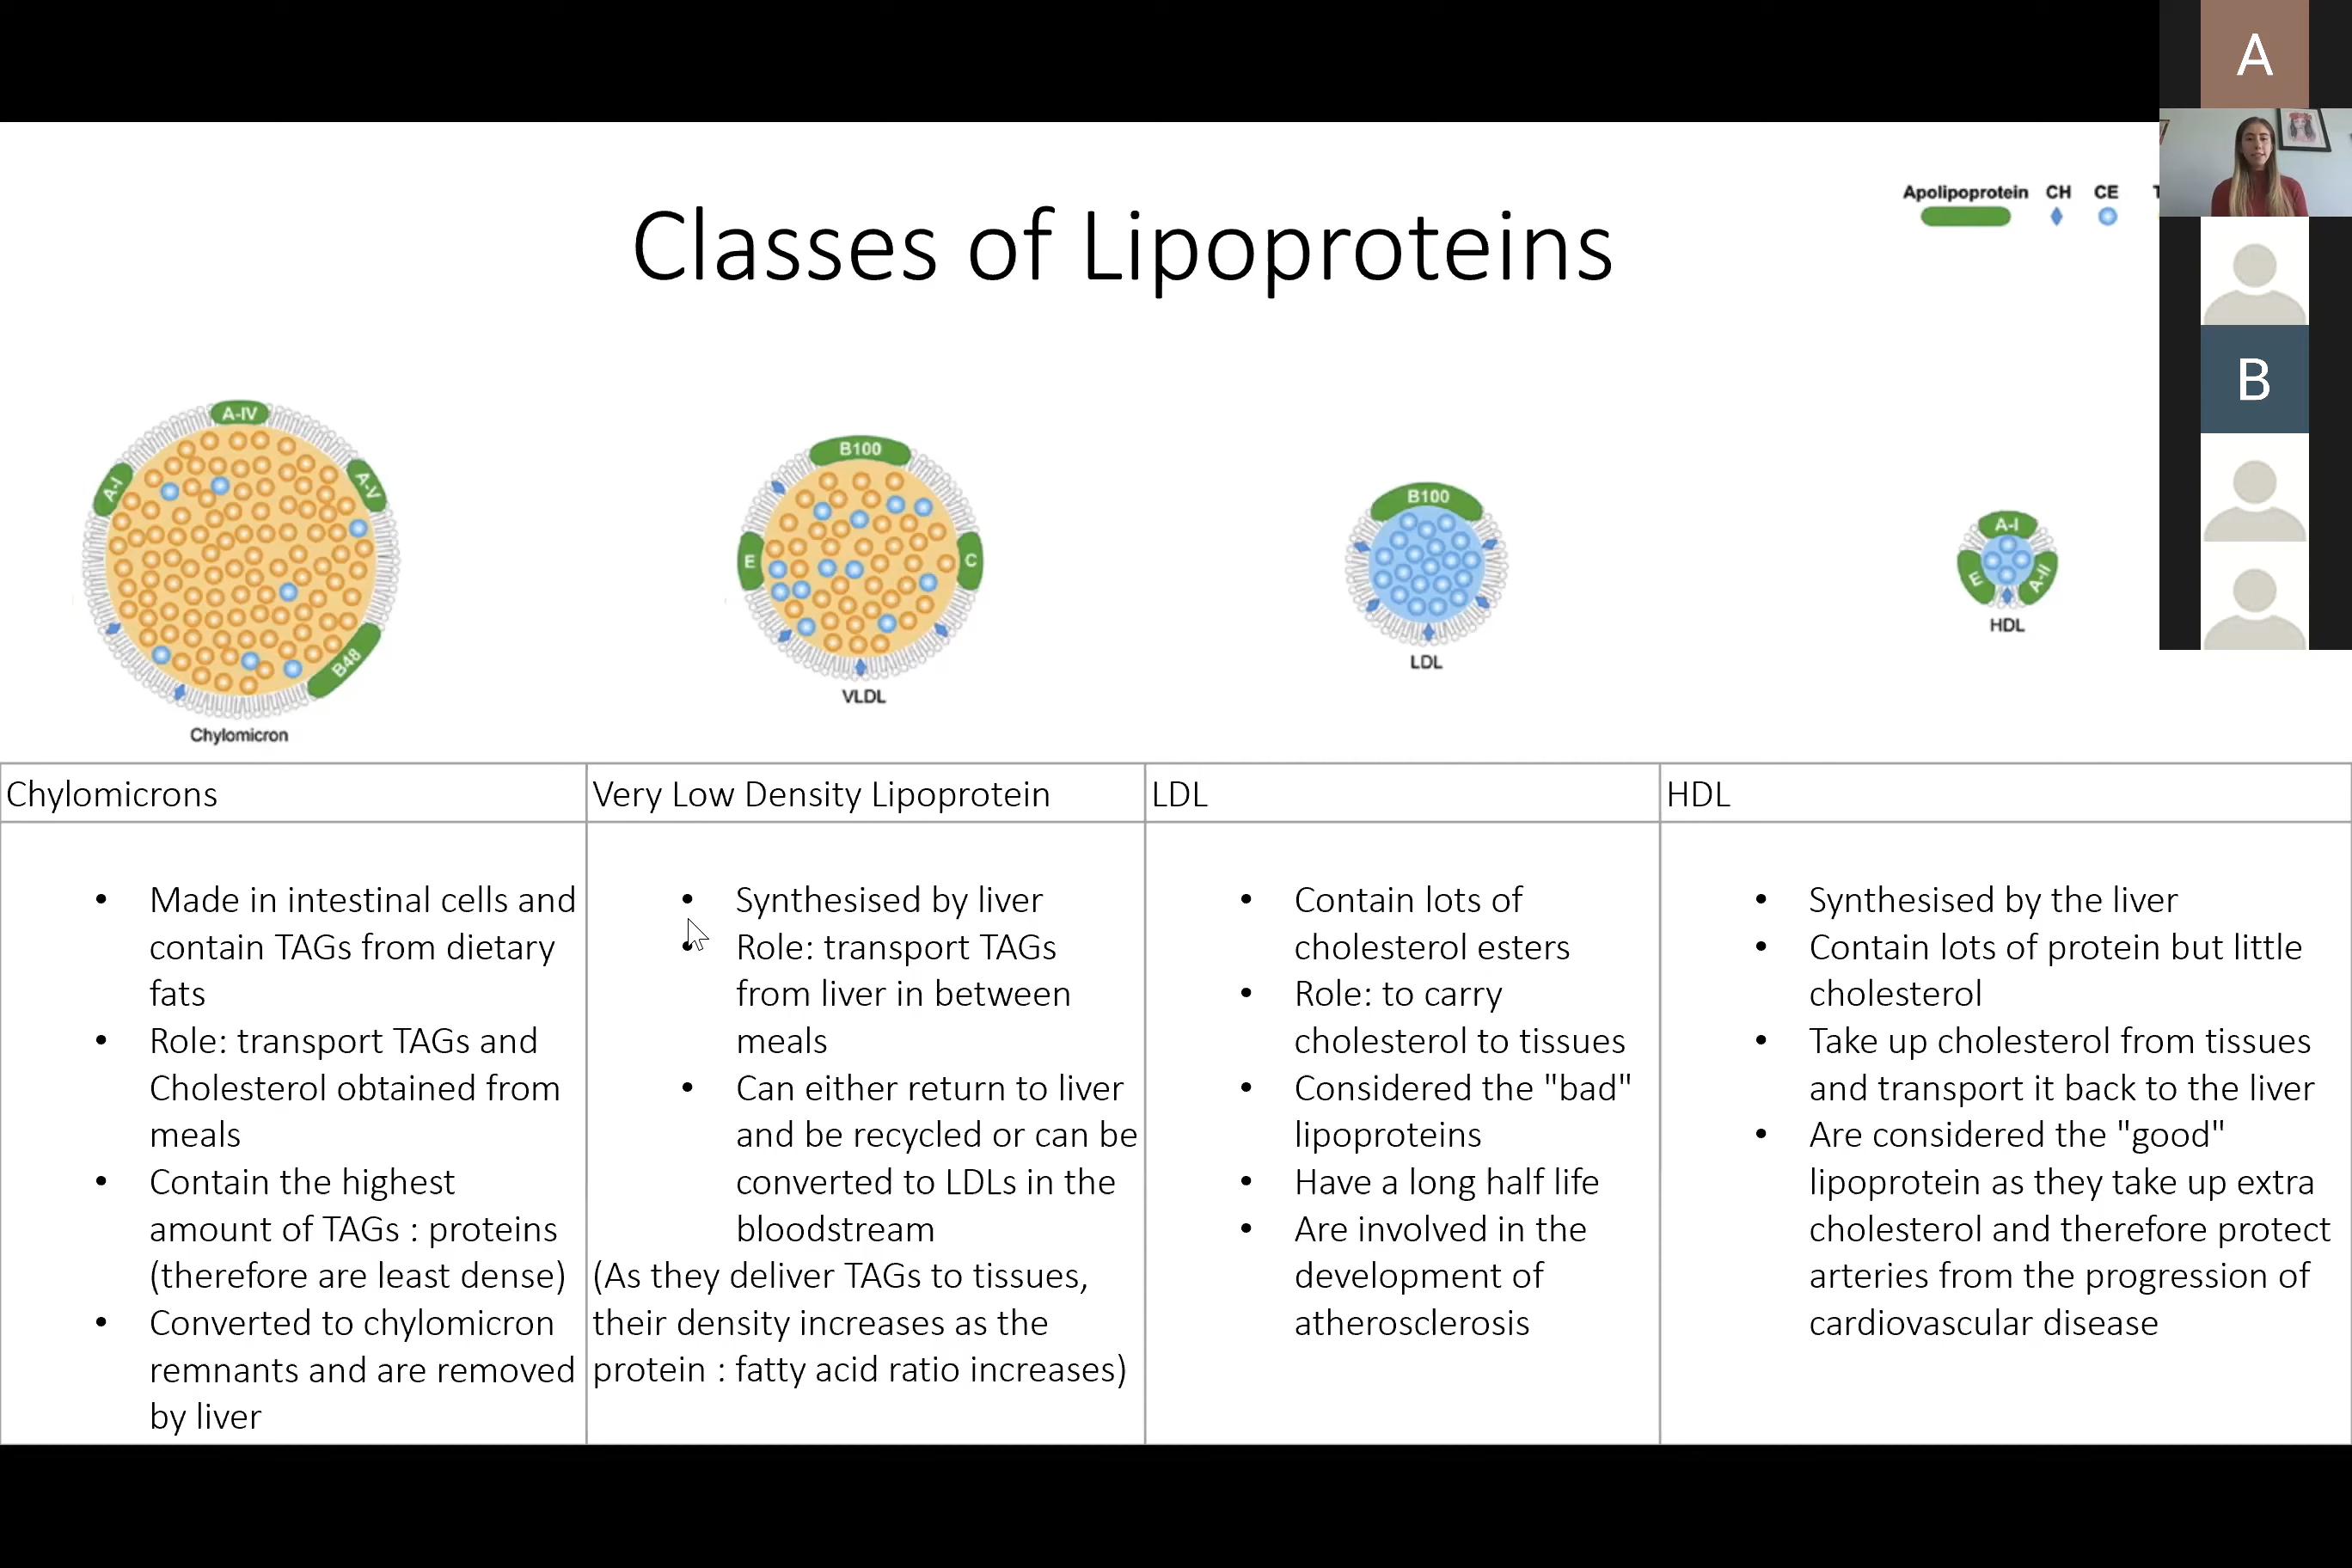 A
Apolipoprotein CH CE
Classes of Lipoproteins
B
A-IV
A-I
A-V
B48
Chylomicron
B100
E
C
VLDL
B100
LDL
A-I
E
A-II
HDL
Chylomicrons
Made in intestinal cells and
contain TAGs from dietary
fats
Role: transport TAGs and
Cholesterol obtained from
meals
Contain the highest
amount of TAGs : proteins
(therefore are least dense)
Converted to chylomicron
remnants and are removed
by liver
Very Low Density Lipoprotein
Synthesised by liver
Role: transport TAGs
from liver in between
meals
Can either return to liver
and be recycled or can be
converted to LDLs in the
bloodstream
(As they deliver TAGs to tissues,
their density increases as the
protein : fatty acid ratio increases)
LDL
Contain lots of
cholesterol esters
Role: to carry
cholesterol to tissues
Considered the "bad"
lipoproteins
Have a long half life
Are involved in the
development of
atherosclerosis
HDL
Synthesised by the liver
Contain lots of protein but little
cholesterol
Take up cholesterol from tissues
and transport it back to the liver
Are considered the "good"
lipoprotein as they take up extra
cholesterol and therefore protect
arteries from the progression of
cardiovascular disease